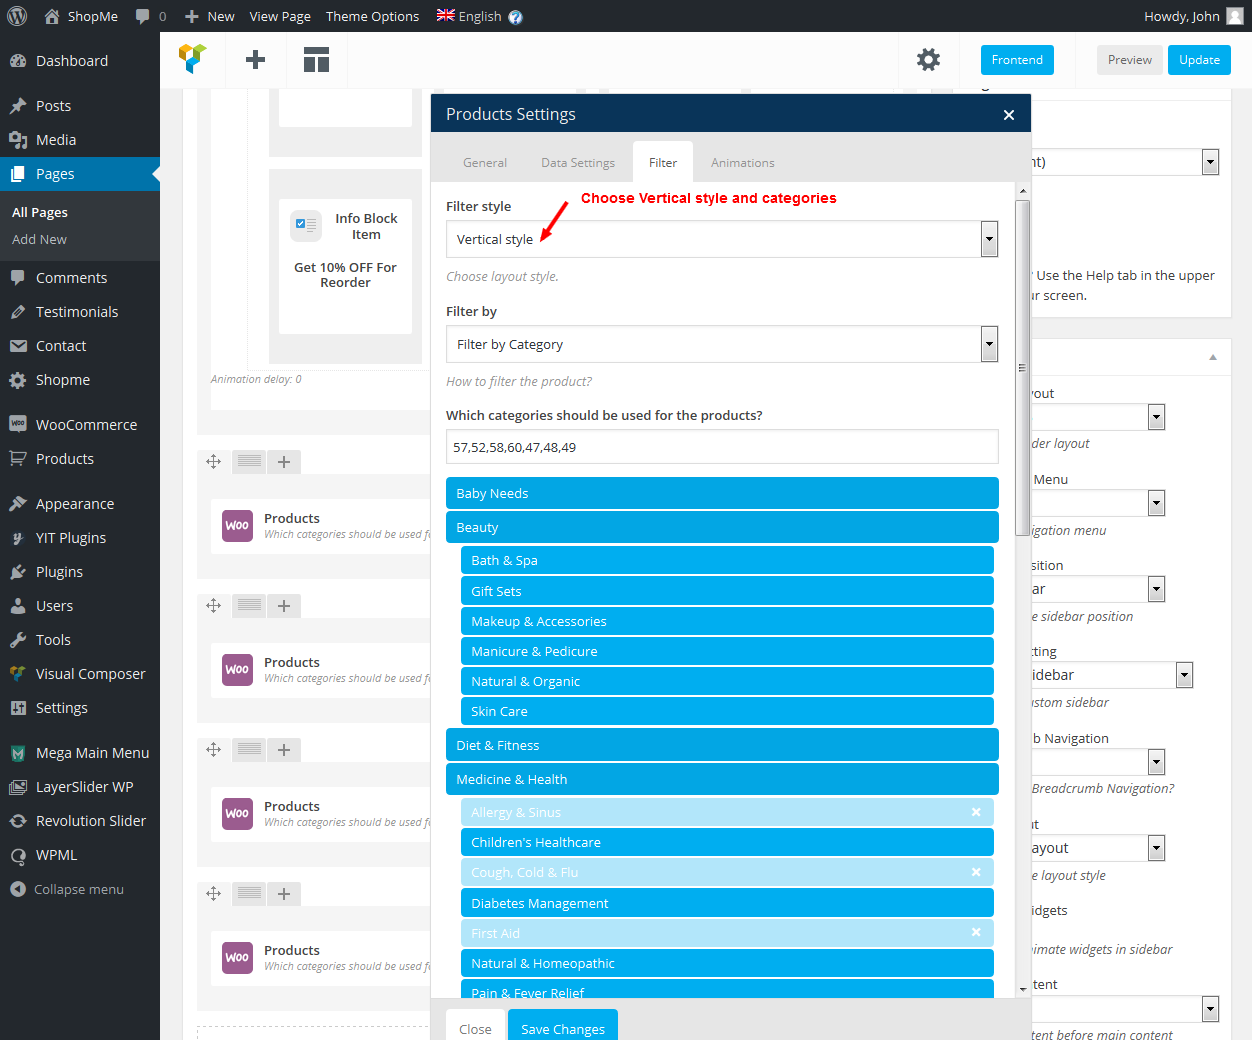 ShopMe
0
New
View Page
Theme Options
English
Howdy, John
Dashboard
Posts
Media
Pages
All Pages
Add New
Comments
Testimonials
Contact
Shopme
WooCommerce
Products
Appearance
YIT Plugins
Plugins
Users
Tools
Visual Composer
Settings
Mega Main Menu
LayerSlider WP
Revolution Slider
WPML
Collapse menu
Frontend
Preview
Update
Info Block
Item
Get 10% OFF For
Reorder
Animation delay: 0
Woo
Products
Which categories should be used
Woo
Products
Which categories should be used
Woo
Products
Which categories should be used
Woo
Products
Which categories should be used
Products Settings
General
Data Settings
Filter
Animations
Choose Vertical style and categories
Filter style
Vertical style
Choose layout style.
Filter by
Filter by Category
How to filter the product?
Which categories should be used for the products?
57,52,58,60,47,48,49
Baby Needs
Beauty
Bath & Spa
Gift Sets
Makeup & Accessories
Manicure & Pedicure
Natural & Organic
Skin Care
Diet & Fitness
Medicine & Health
Allergy & Sinus
Children's Healthcare
Cough, Cold & Flu
Diabetes Management
First Aid
Natural & Homeopathic
Pain & Fever Relief
Close
Save Changes
nt)
? Use the Help tab in the upper
ur screen.
yout
der layout
Menu
igation menu
sition
ar
e sidebar position
tting
idebar
ustom sidebar
b Navigation
Breadcrumb Navigation?
ut
ayout
e layout style
idgets
nimate widgets in sidebar
tent
tent before main content